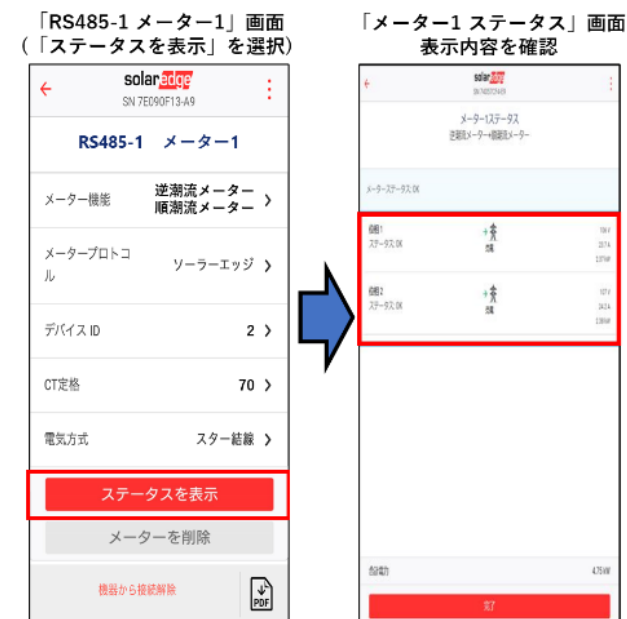 「RS485-1 メーター1」画面
(「ステータスを表示」を選択)
solaredge
SN 7E090F13-A9
RS485-1 メーター1
メーター機能
逆潮流メーター
順潮流メーター
メータープロトコ
ル
ソーラーエッジ
デバイス ID
2
CT定格
70
電気方式
スター結線
ステータスを表示
メーターを削除
機器から接続解除
PDF
「メーター1 ステータス」画面
表示内容を確認
solaredge
メーター1ステータス
逆潮流メーター+順潮流メーター
メーターステータス: OK
ステータス: OK
ステータス: OK
合計電力
4.75 kW
完了